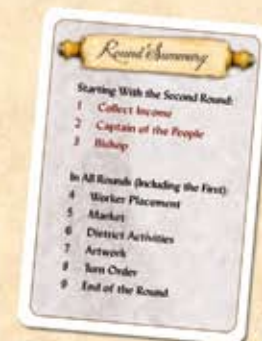 Round Summary
Starting With the Second Round:
1 Collect Income
2 Captain of the People
3 Bishop
In All Rounds (Including the First):
4 Worker Placement
5 Market
6 District Activities
7 Artwork
8 Turn Order
9 End of the Round